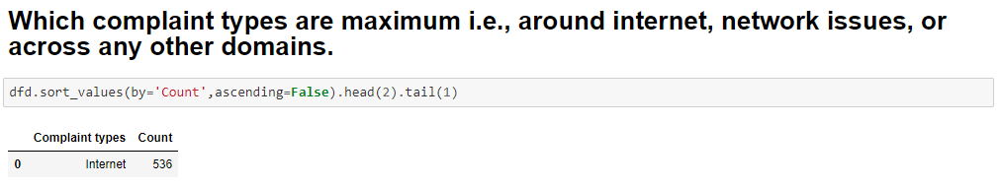 Which complaint types are maximum i.e., around internet, network issues, or
across any other domains.
dfd.sort_values(by='Count',ascending=False).head(2).tail(1)
Complaint types Count
0 Internet 536